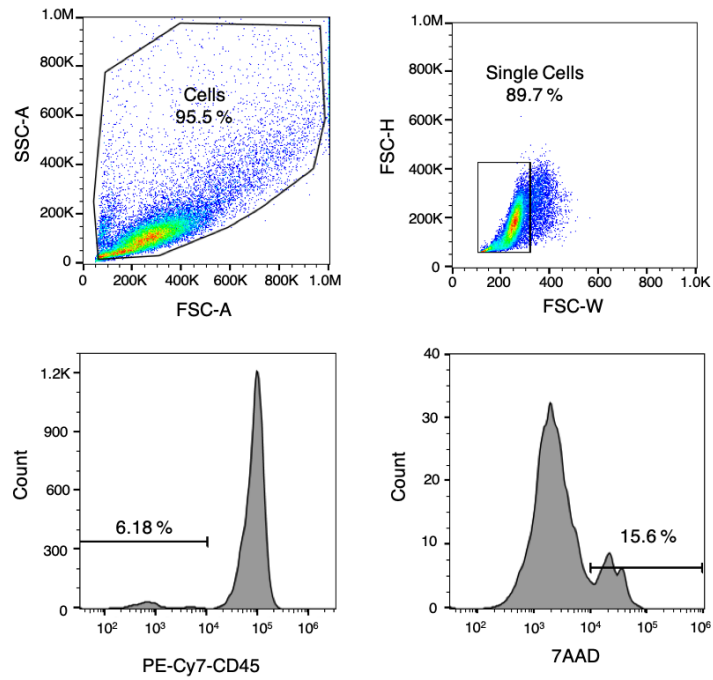 1.0M
800K
600K
400K
200K
0
SSC-A
Cells
95.5 %
0 200K 400K 600K 800K 1.0M
FSC-A
1.0M
800K
600K
400K
200K
0
FSC-H
Single Cells
89.7 %
0 200 400 600 800 1.0K
FSC-W
1.2K
900
600
300
0
Count
6.18 %
10² 10³ 10⁴ 10⁵ 10⁶
PE-Cy7-CD45
40
30
20
10
0
Count
15.6 %
10² 10³ 10⁴ 10⁵ 10⁶
7AAD